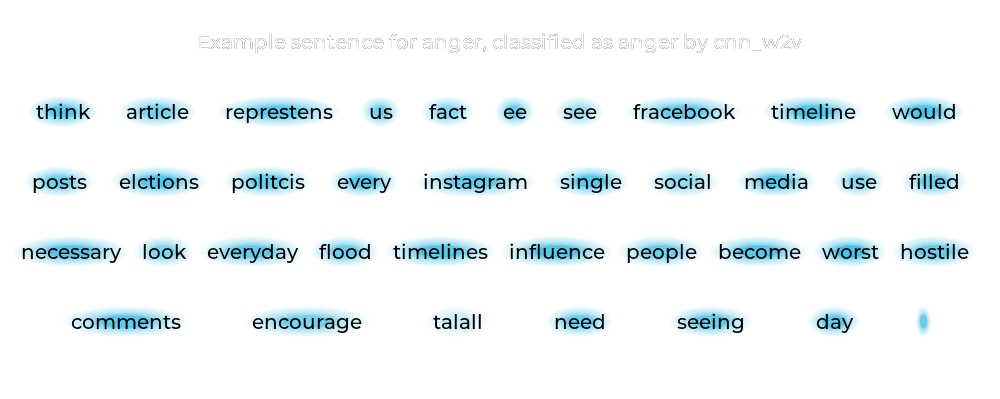 Example sentence for anger, classified as anger by cnn_w2v
think article represtens us fact ee see fracebook timeline would
posts elctions politcis every instagram single social media use filled
necessary look everyday flood timelines influence people become worst hostile
comments encourage talall need seeing day